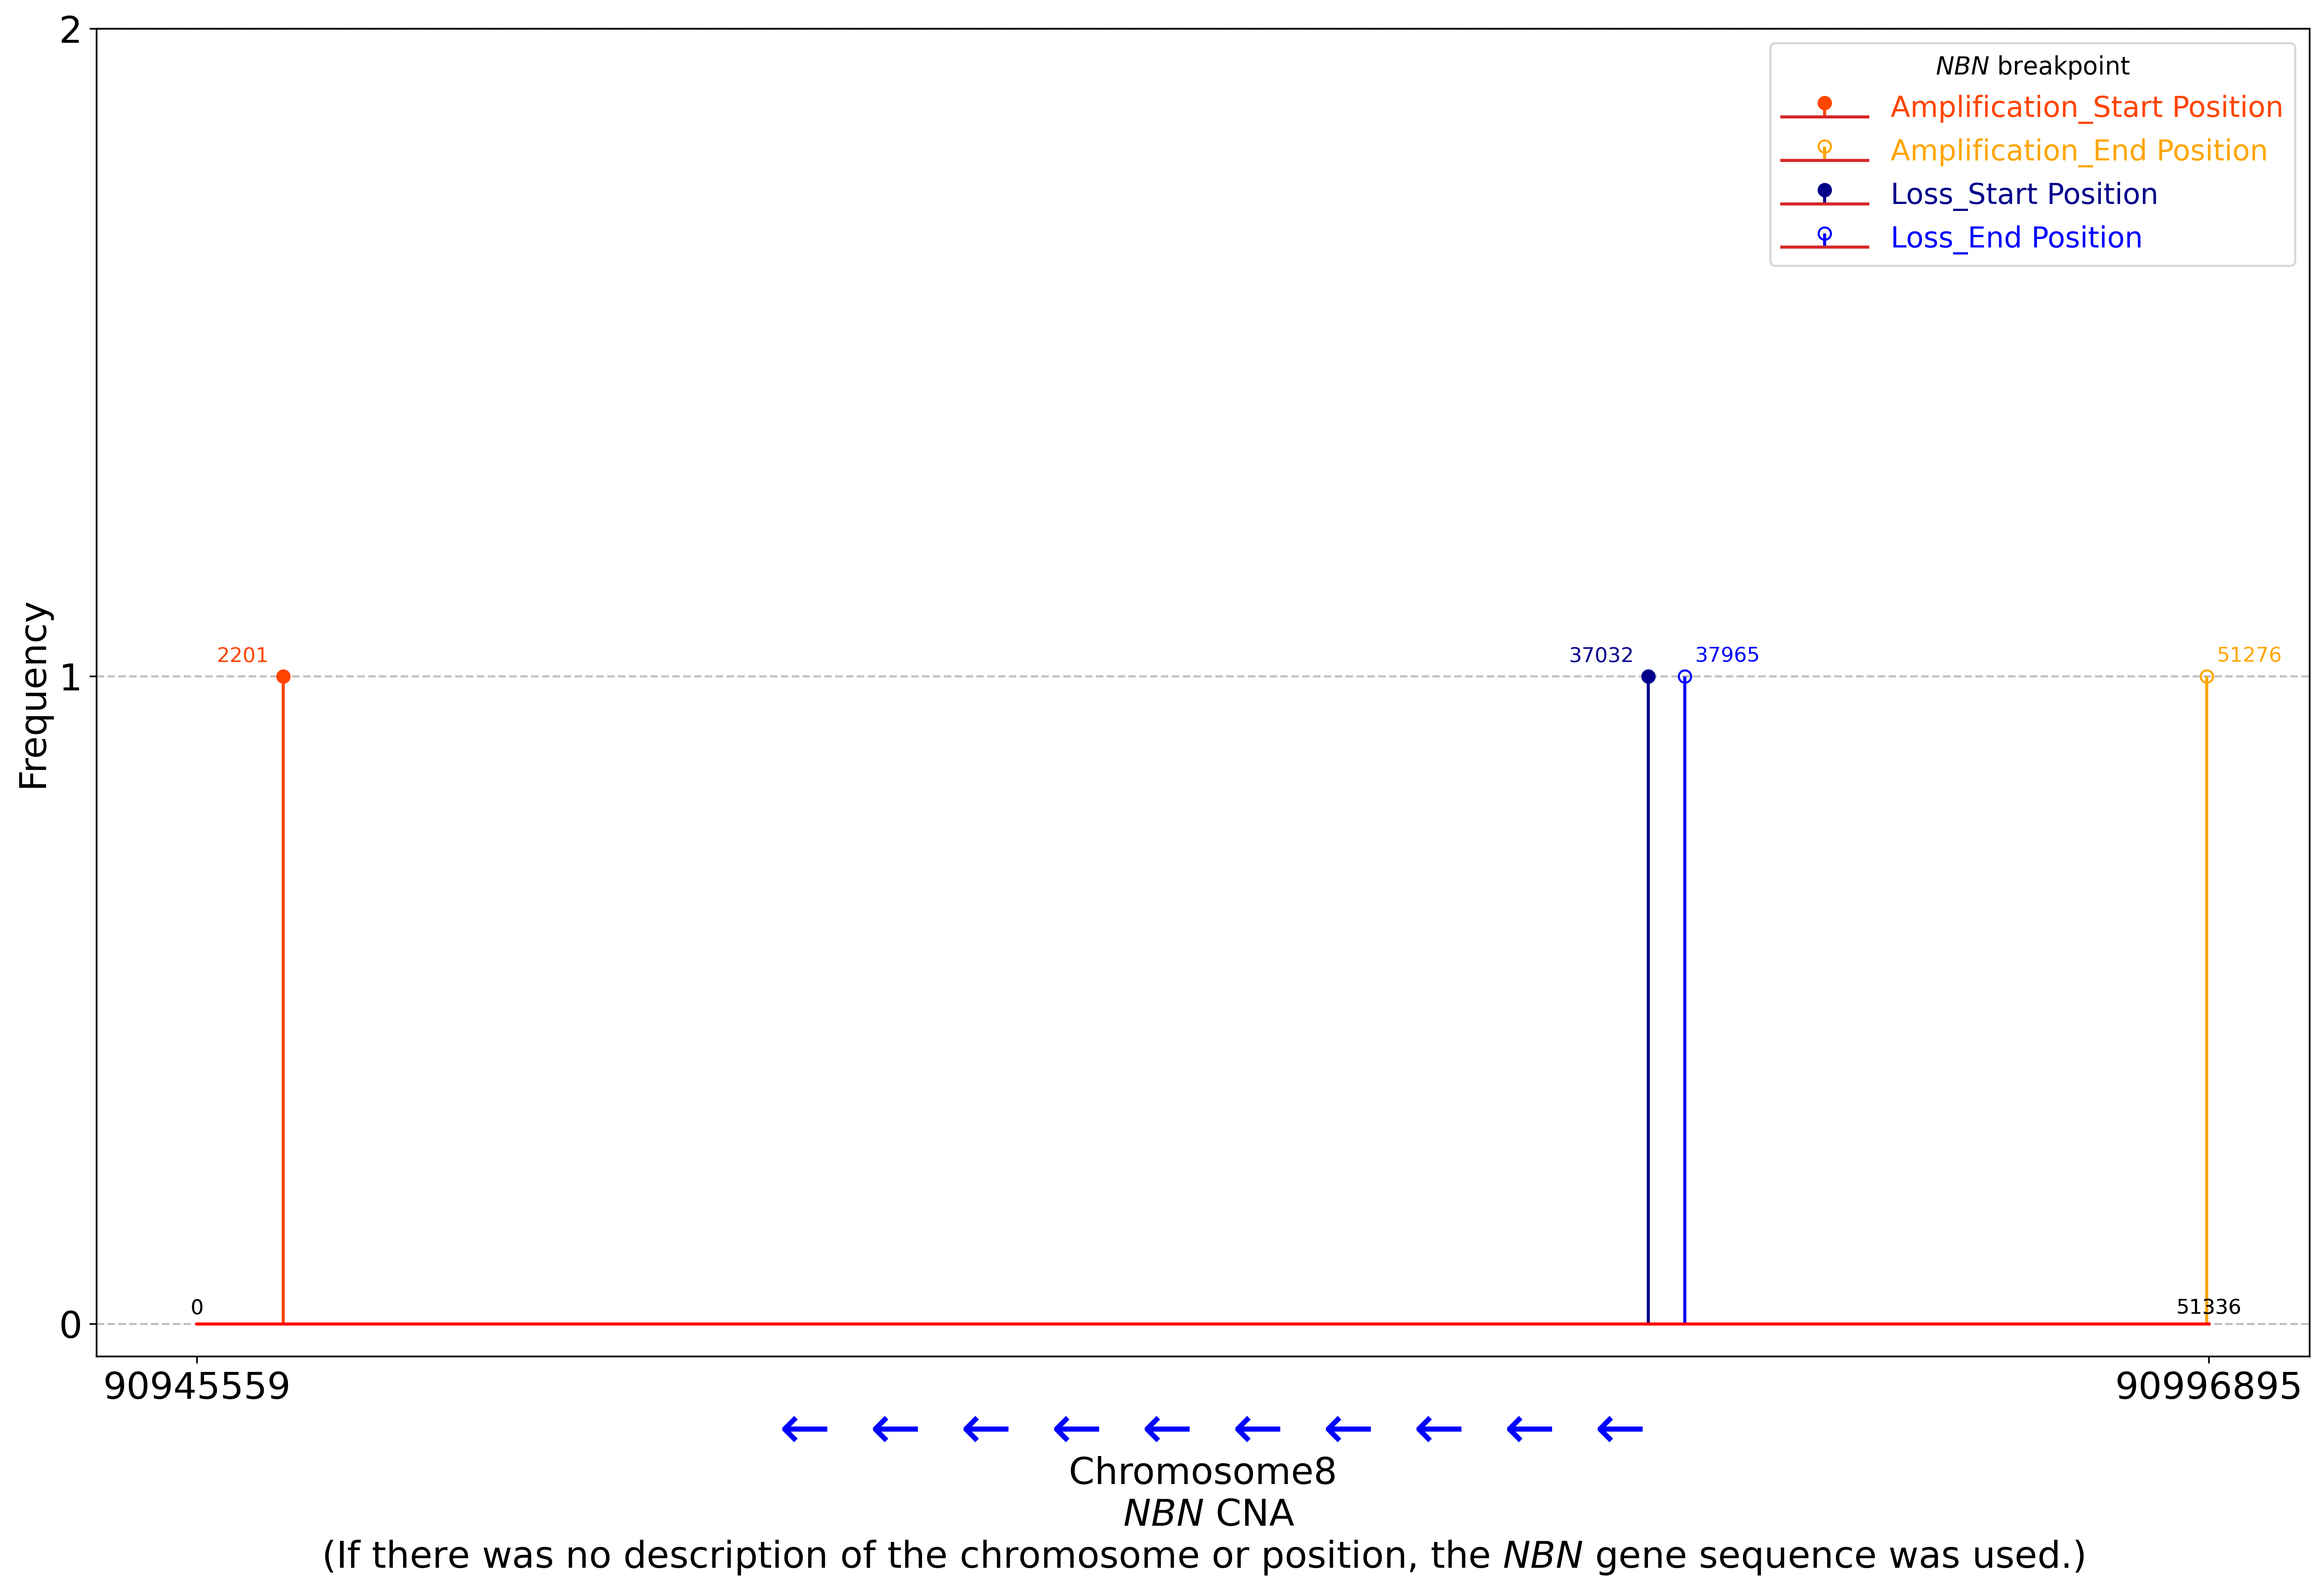 2
NBN breakpoint
Amplification_Start Position
Amplification_End Position
Loss_Start Position
Loss_End Position
Frequency
2201
37032
37965
51276
1
0
51336
0
90945559
90996895
← ← ← ← ← ← ← ← ← ←
Chromosome8
NBN CNA
(If there was no description of the chromosome or position, the NBN gene sequence was used.)